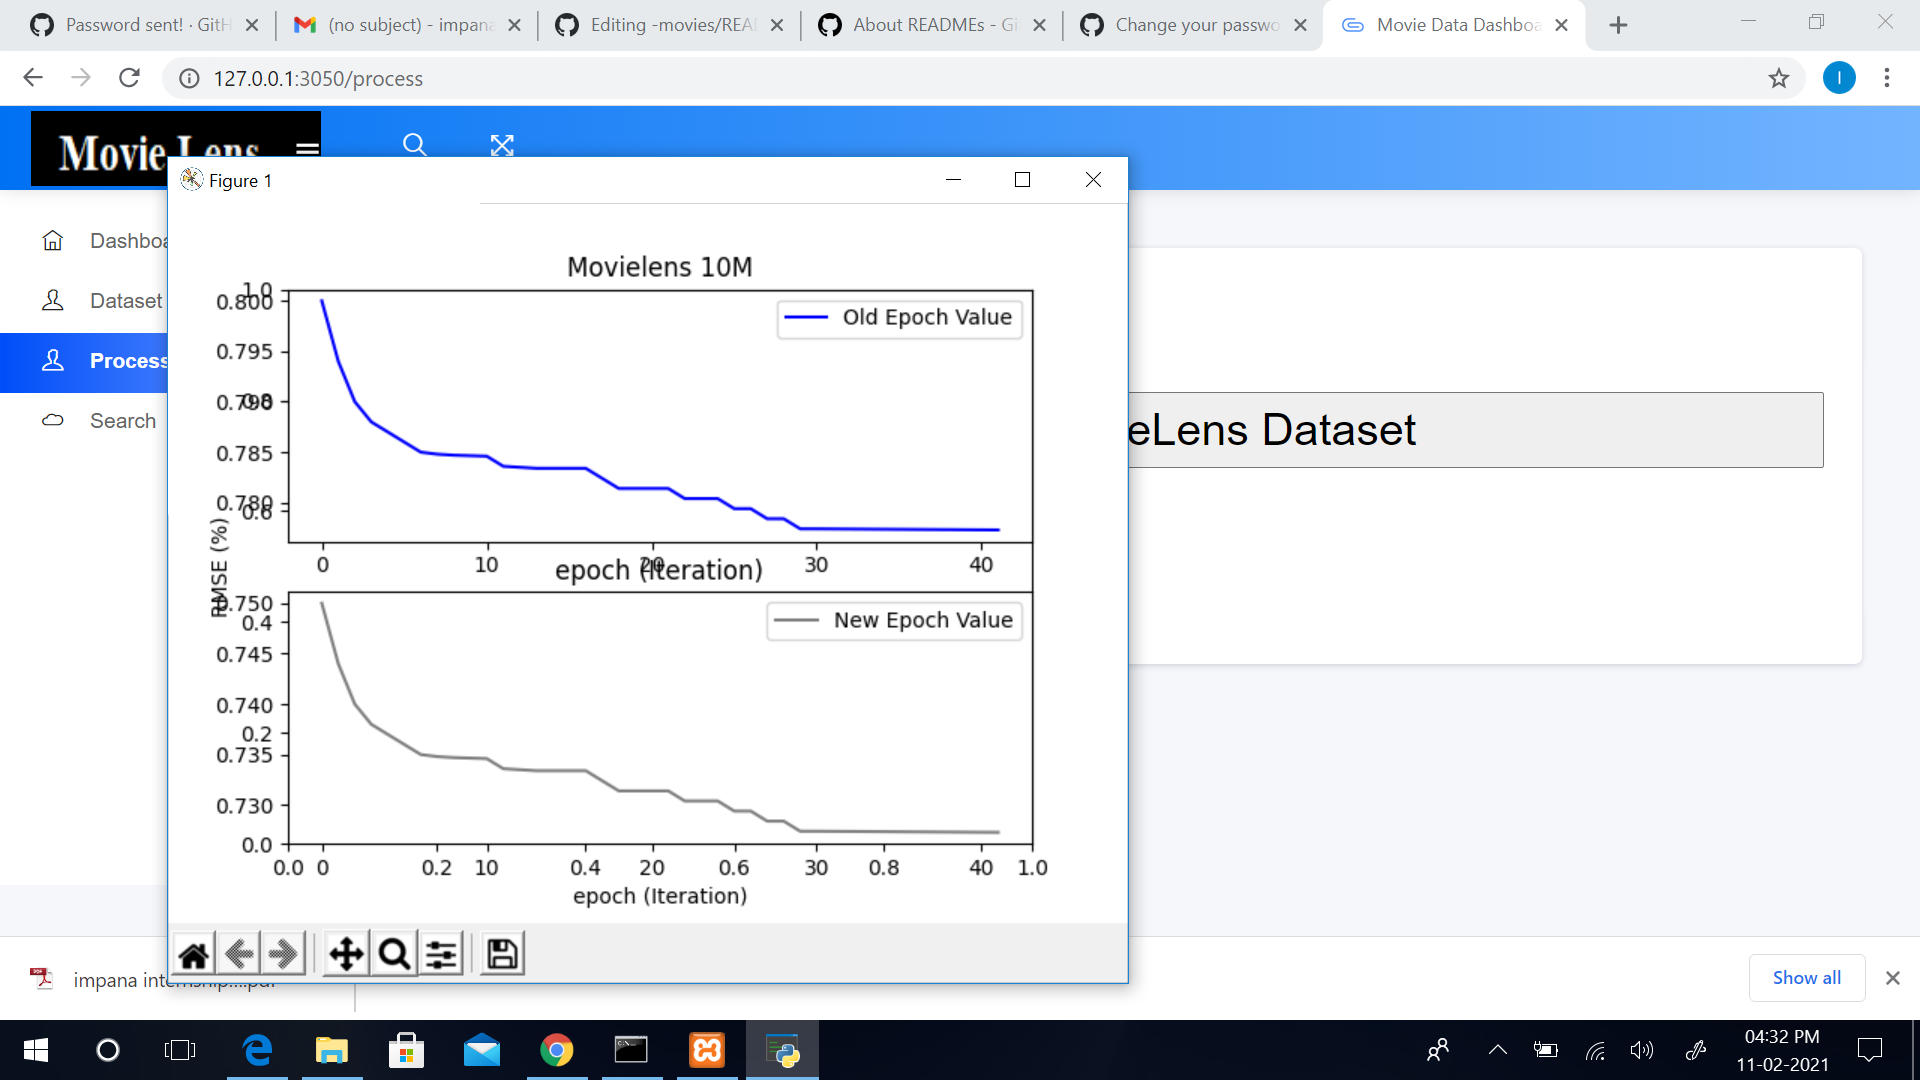 Password sent! · GitH
(no subject) - impana
Editing -movies/REA
About READMEs - Gi
Change your passwo
Movie Data Dashboa
127.0.0.1:3050/process
I
Movie Lens
Figure 1
Dashboa
Dataset
Process
Search
eLens Dataset
Movielens 10M
1.0
0.800
Old Epoch Value
0.795
0.790
0.8
0.785
0.780
0.6
RMSE (%)
0 10 20 30 40
epoch (Iteration)
0.750
New Epoch Value
0.4
0.745
0.740
0.2
0.735
0.730
0.0
0.0 0 0.2 10 0.4 20 0.6 30 0.8 40 1.0
epoch (Iteration)
impana internship....pdf
Show all
04:32 PM
11-02-2021